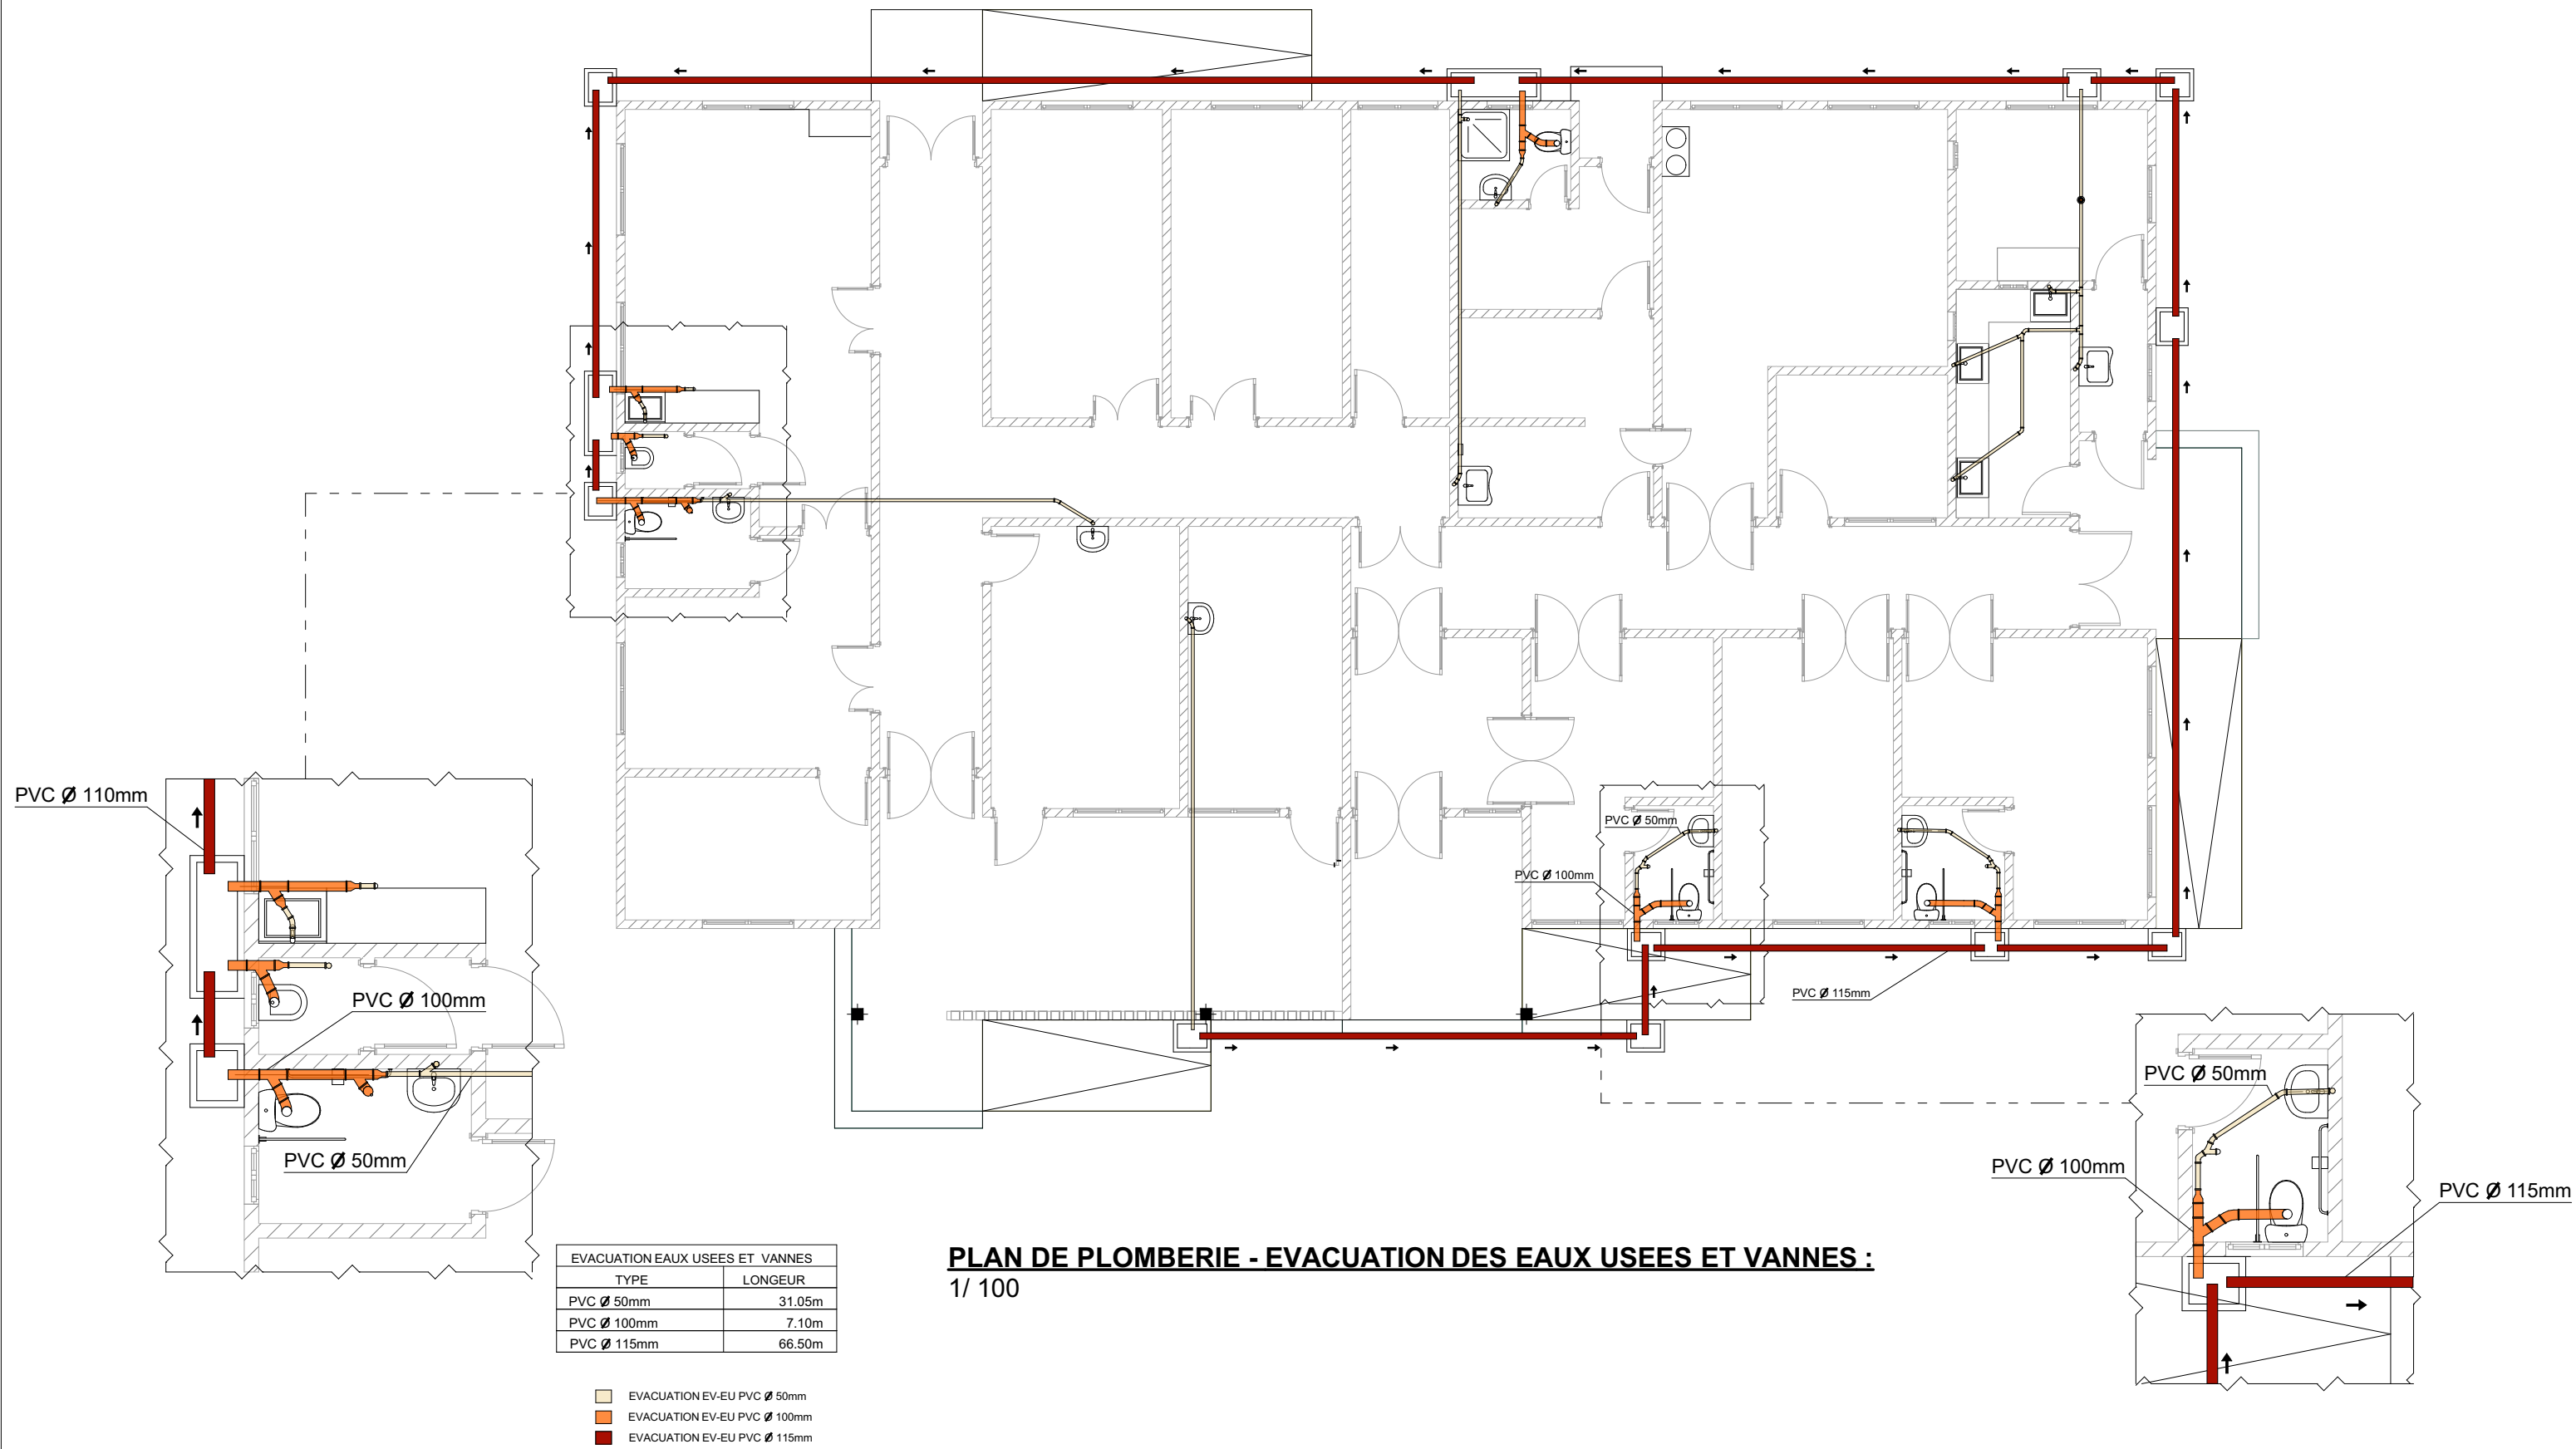 PVC Ø 50mm
PVC Ø 100mm
PVC Ø 115mm
PVC Ø 110mm
PVC Ø 100mm
PVC Ø 50mm
PVC Ø 50mm
PVC Ø 100mm
PVC Ø 115mm
EVACUATION EAUX USEES ET VANNES
TYPE LONGEUR
PVC Ø 50mm 31.05m
PVC Ø 100mm 7.10m
PVC Ø 115mm 66.50m
PLAN DE PLOMBERIE - EVACUATION DES EAUX USEES ET VANNES :
1/ 100
EVACUATION EV-EU PVC Ø 50mm
EVACUATION EV-EU PVC Ø 100mm
EVACUATION EV-EU PVC Ø 115mm